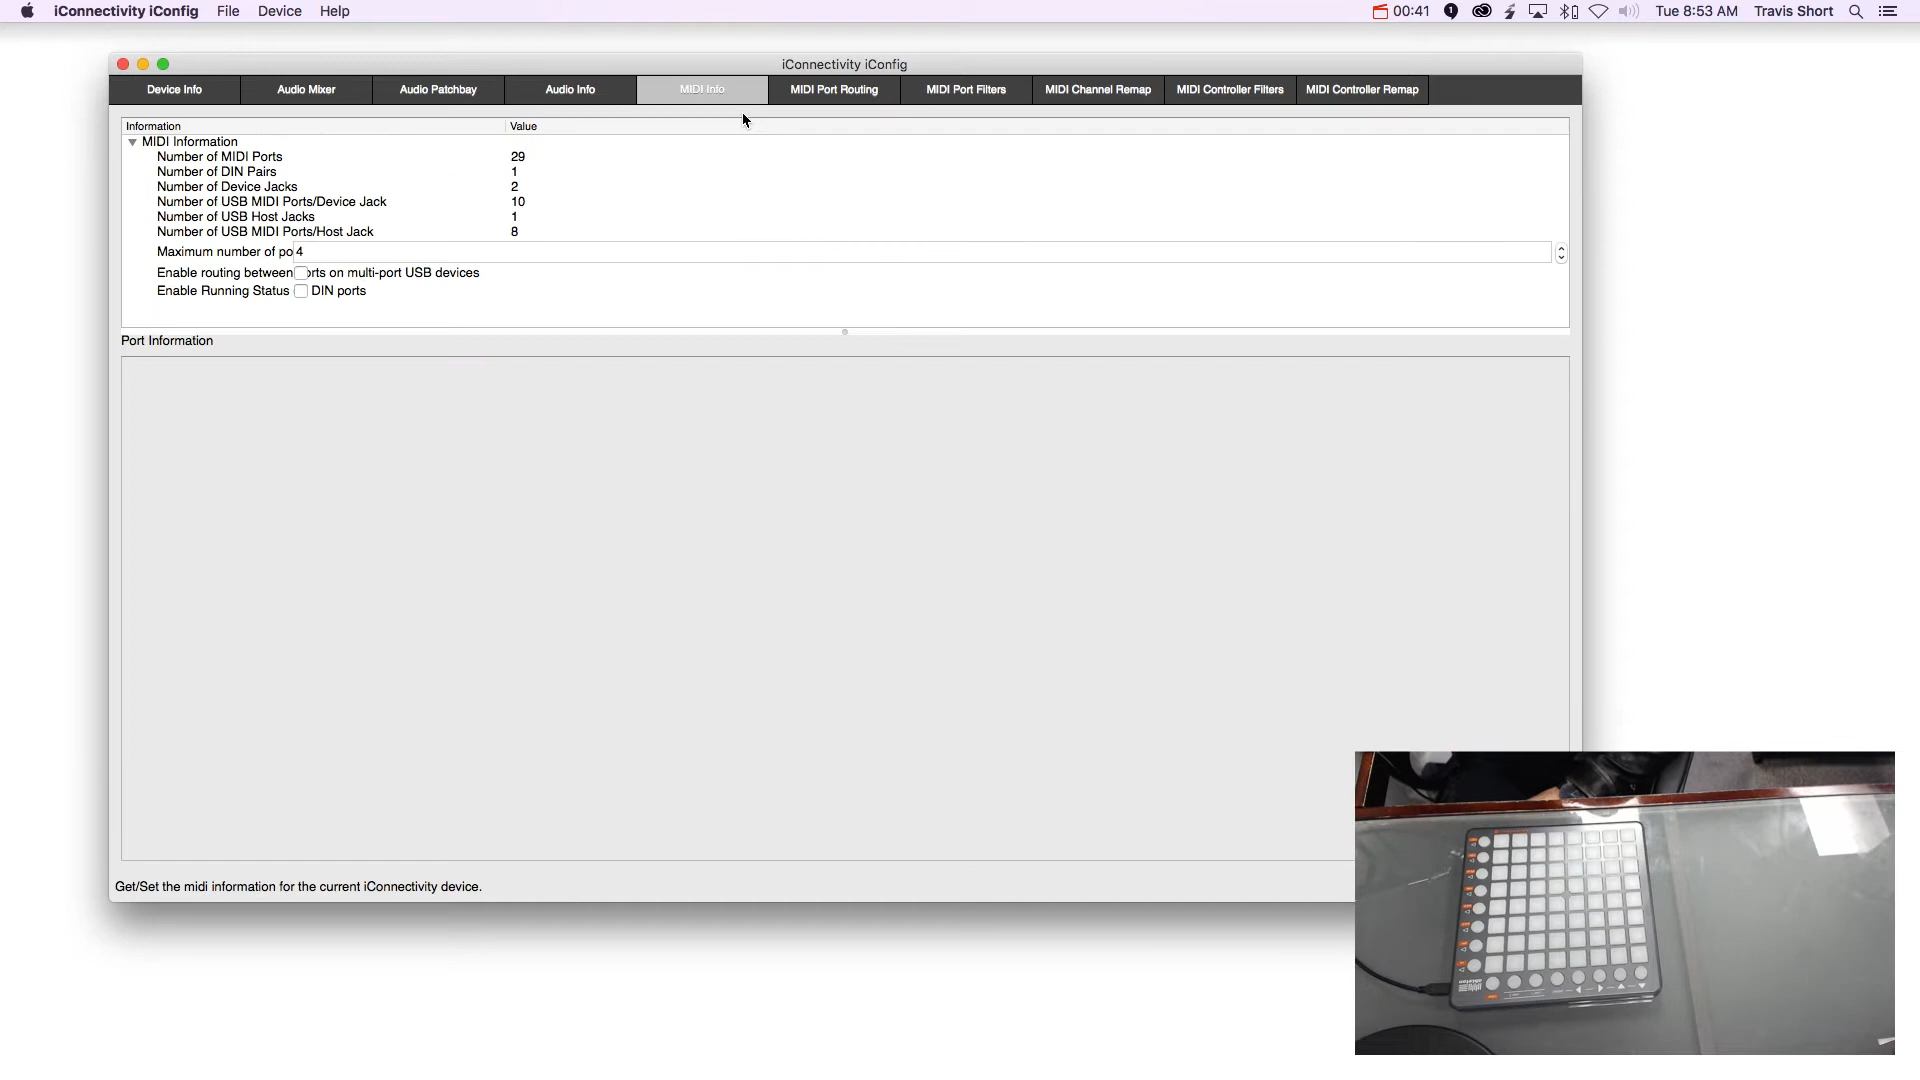 iConnectivity iConfig File Device Help 00:41 Tue 8:53 AM Travis Short
iConnectivity iConfig
Device Info Audio Mixer Audio Patchbay Audio Info MIDI Info MIDI Port Routing MIDI Port Filters MIDI Channel Remap MIDI Controller Filters MIDI Controller Remap
Information Value
MIDI Information
Number of MIDI Ports 29
Number of DIN Pairs 1
Number of Device Jacks 2
Number of USB MIDI Ports/Device Jack 10
Number of USB Host Jacks 1
Number of USB MIDI Ports/Host Jack 8
Maximum number of po 4
Enable routing between orts on multi-port USB devices
Enable Running Status DIN ports
Port Information
Get/Set the midi information for the current iConnectivity device.